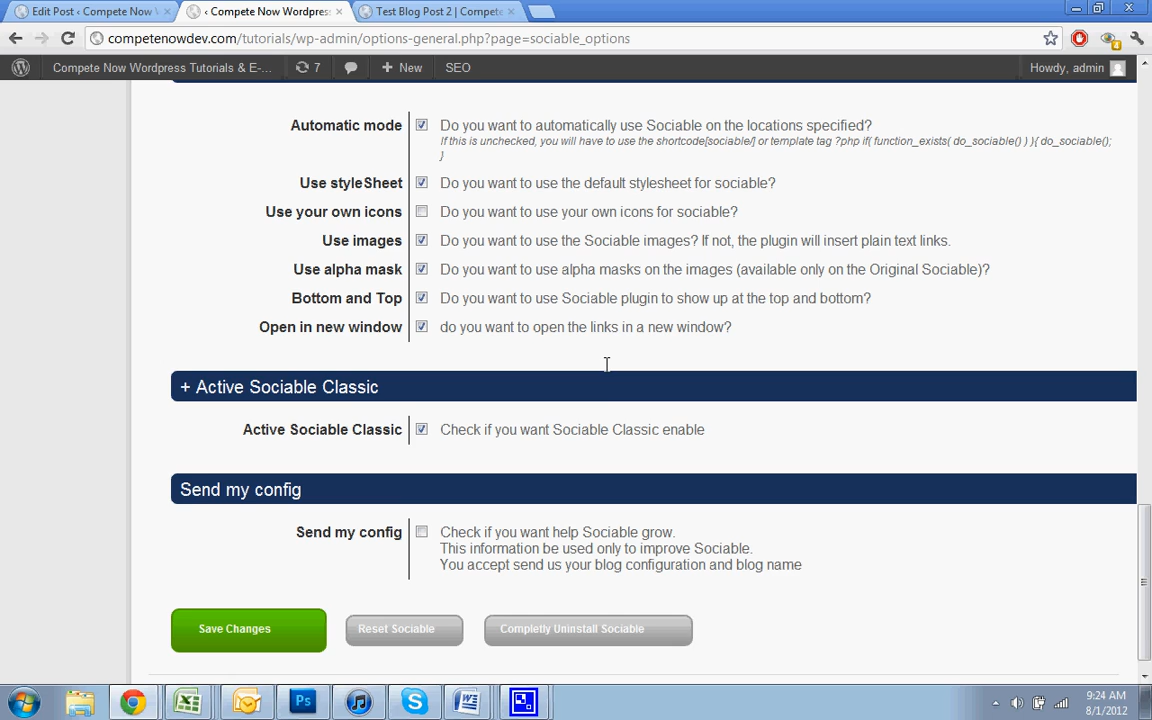 Edit Post ‹ Compete Now
‹ Compete Now Wordpres
Test Blog Post 2 | Compete
competenowdev.com/tutorials/wp-admin/options-general.php?page=sociable_options
Compete Now Wordpress Tutorials & E-...
7
+ New
SEO
Howdy, admin
Automatic mode
Do you want to automatically use Sociable on the locations specified?
If this is unchecked, you will have to use the shortcode[sociable/] or template tag ?php if( function_exists( do_sociable() ) ){ do_sociable();
}
Use styleSheet
Do you want to use the default stylesheet for sociable?
Use your own icons
Do you want to use your own icons for sociable?
Use images
Do you want to use the Sociable images? If not, the plugin will insert plain text links.
Use alpha mask
Do you want to use alpha masks on the images (available only on the Original Sociable)?
Bottom and Top
Do you want to use Sociable plugin to show up at the top and bottom?
Open in new window
do you want to open the links in a new window?
+ Active Sociable Classic
Active Sociable Classic
Check if you want Sociable Classic enable
Send my config
Send my config
Check if you want help Sociable grow.
This information be used only to improve Sociable.
You accept send us your blog configuration and blog name
Save Changes
Reset Sociable
Completly Uninstall Sociable
Ps
9:24 AM
8/1/2012